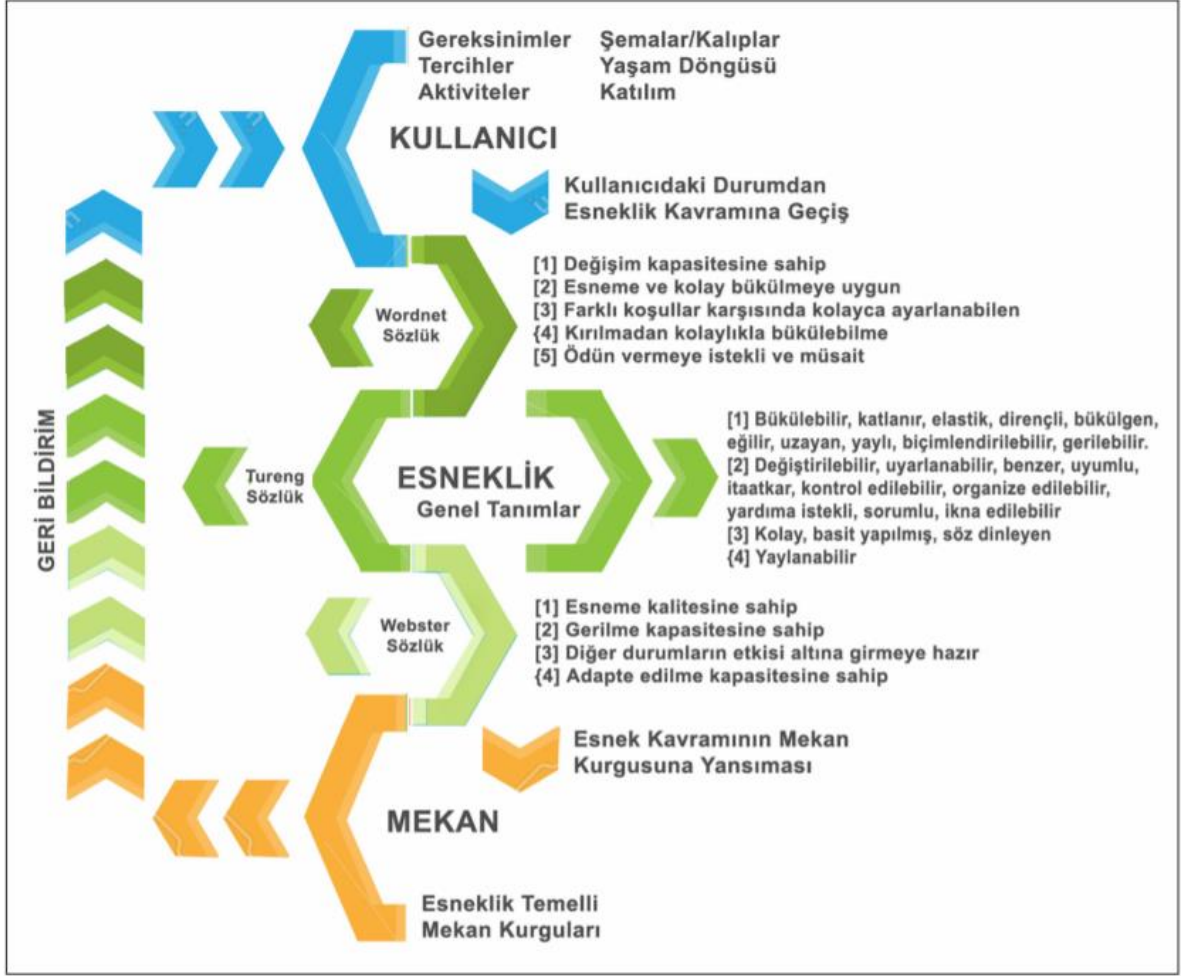 Gereksinimler Şemalar/Kalıplar
Tercihler Yaşam Döngüsü
Aktiviteler Katılım
KULLANICI
Kullanıcıdaki Durumdan
Esneklik Kavramına Geçiş
Wordnet
Sözlük
[1] Değişim kapasitesine sahip
[2] Esneme ve kolay bükülmeye uygun
[3] Farklı koşullar karşısında kolayca ayarlanabilen
{4] Kırılmadan kolaylıkla bükülebilme
[5] Ödün vermeye istekli ve müsait
GERİ BİLDİRİM
Tureng
Sözlük
ESNEKLİK
Genel Tanımlar
[1] Bükülebilir, katlanır, elastik, dirençli, bükülgen,
eğilir, uzayan, yaylı, biçimlendirilebilir, gerilebilir.
[2] Değiştirilebilir, uyarlanabilir, benzer, uyumlu,
itaatkar, kontrol edilebilir, organize edilebilir,
yardıma istekli, sorumlu, ikna edilebilir
[3] Kolay, basit yapılmış, söz dinleyen
{4] Yaylanabilir
Webster
Sözlük
[1] Esneme kalitesine sahip
[2] Gerilme kapasitesine sahip
[3] Diğer durumların etkisi altına girmeye hazır
{4] Adapte edilme kapasitesine sahip
Esnek Kavramının Mekan
Kurgusuna Yansıması
MEKAN
Esneklik Temelli
Mekan Kurguları